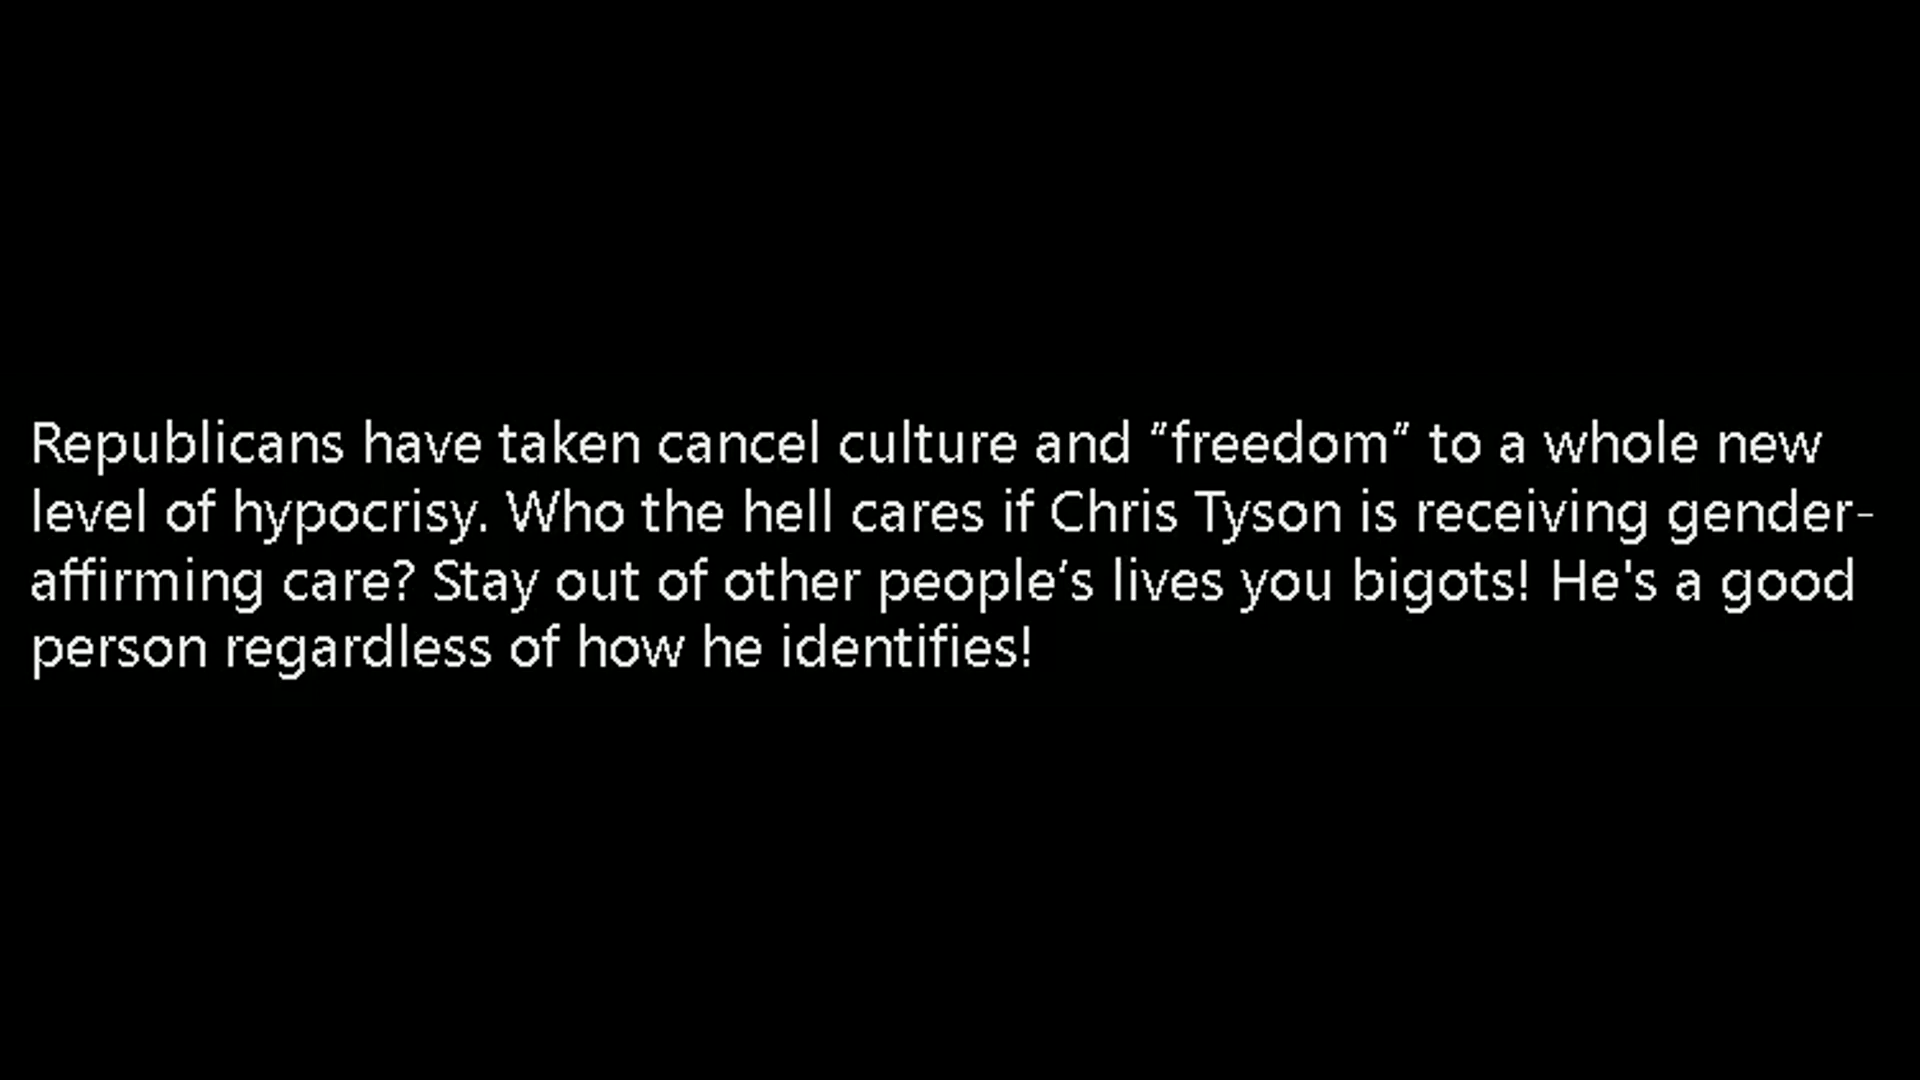 Republicans have taken cancel culture and “freedom” to a whole new
level of hypocrisy. Who the hell cares if Chris Tyson is receiving gender-
affirming care? Stay out of other people’s lives you bigots! He's a good
person regardless of how he identifies!